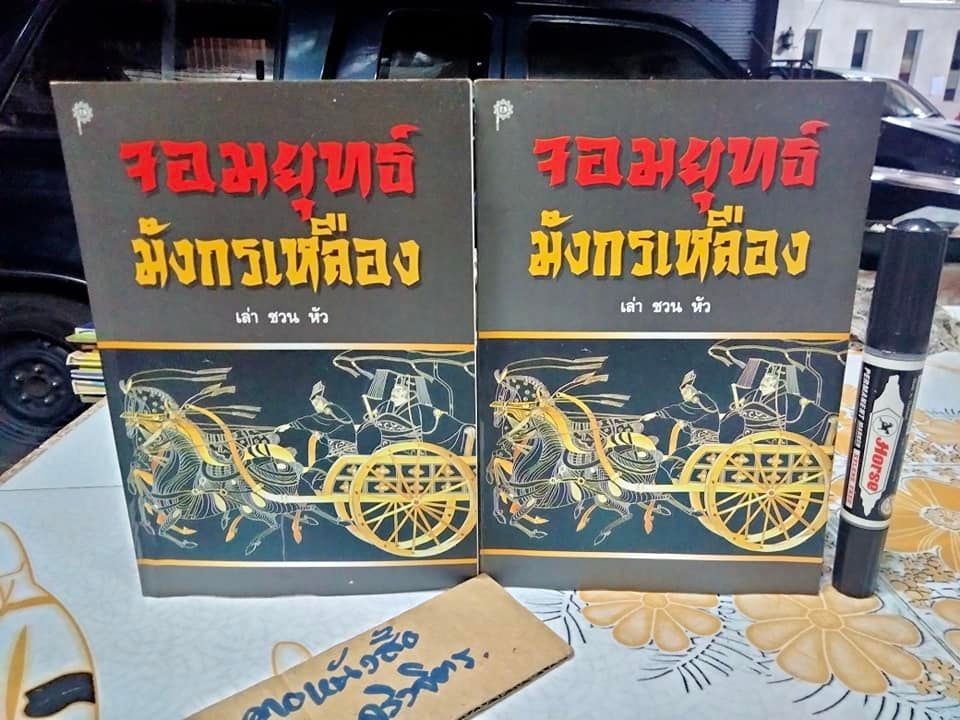 จอมยุทธ์
มังกรเหลือง
เล่า ชวน หัว
จอมยุทธ์
มังกรเหลือง
เล่า ชวน หัว
PERMANENT MARKER
Horse